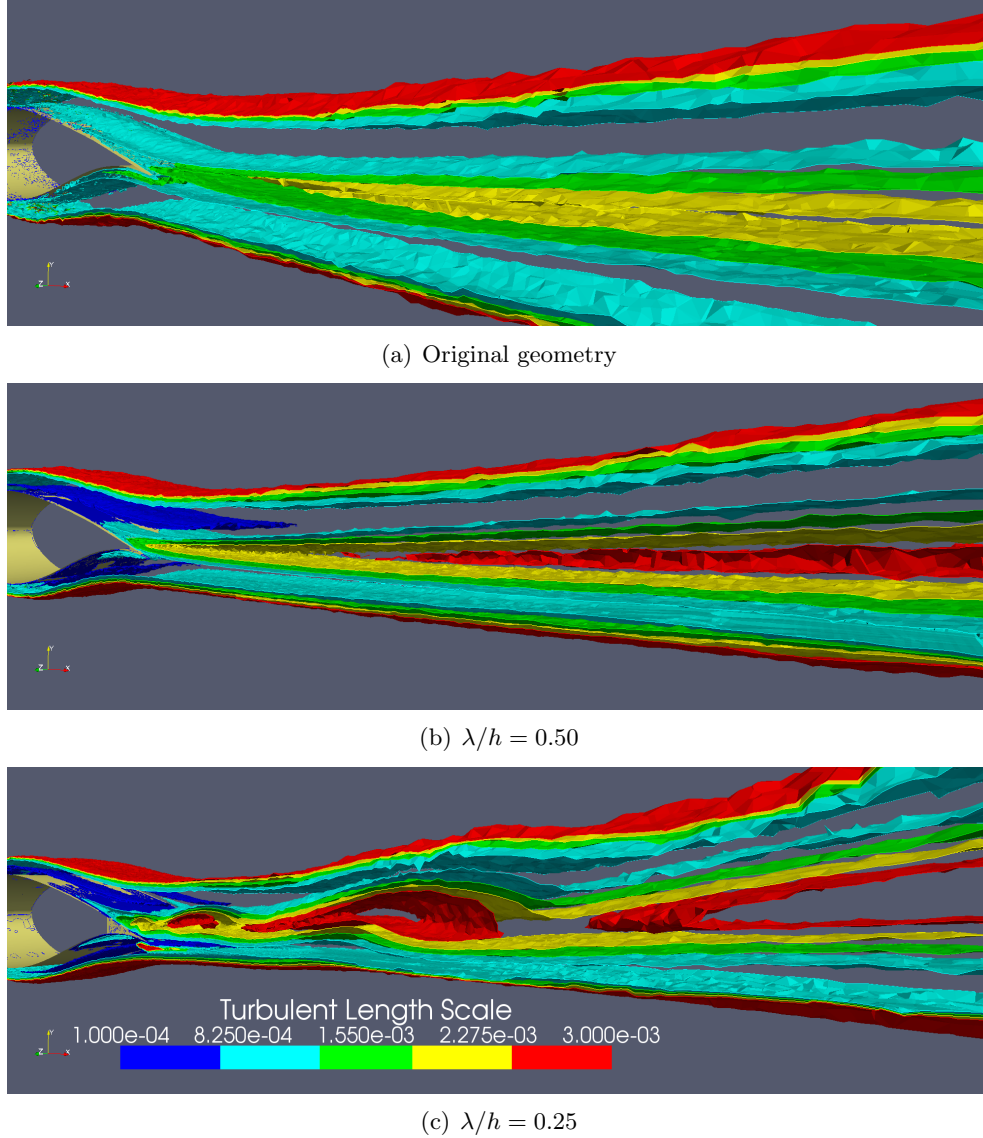 Y
Z X
(a) Original geometry
Y
Z X
(b) λ/h = 0.50
Turbulent Length Scale
1.000e-04 8.250e-04 1.550e-03 2.275e-03 3.000e-03
Y
Z X
(c) λ/h = 0.25